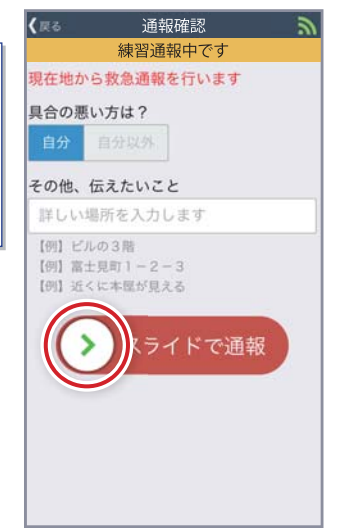 戻る
通報確認
練習通報中です
現在地から救急通報を行います
具合の悪い方は？
自分
自分以外
その他、伝えたいこと
詳しい場所を入力します
【例】ビルの３階
【例】富士見町１－２－３
【例】近くに本屋が見える
スライドで通報